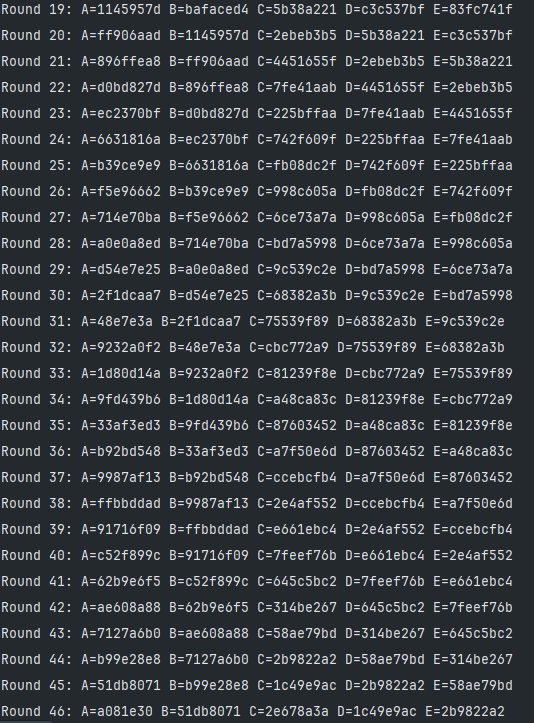 Round 19: A=1145957d B=bafaced4 C=5b38a221 D=c3c537bf E=83fc741f
Round 20: A=ff906aad B=1145957d C=2ebeb3b5 D=5b38a221 E=c3c537bf
Round 21: A=896ffea8 B=ff906aad C=4451655f D=2ebeb3b5 E=5b38a221
Round 22: A=d0bd827d B=896ffea8 C=7fe41aab D=4451655f E=2ebeb3b5
Round 23: A=ec2370bf B=d0bd827d C=225bffaa D=7fe41aab E=4451655f
Round 24: A=6631816a B=ec2370bf C=742f609f D=225bffaa E=7fe41aab
Round 25: A=b39ce9e9 B=6631816a C=fb08dc2f D=742f609f E=225bffaa
Round 26: A=f5e96662 B=b39ce9e9 C=998c605a D=fb08dc2f E=742f609f
Round 27: A=714e70ba B=f5e96662 C=6ce73a7a D=998c605a E=fb08dc2f
Round 28: A=a0e0a8ed B=714e70ba C=bd7a5998 D=6ce73a7a E=998c605a
Round 29: A=d54e7e25 B=a0e0a8ed C=9c539c2e D=bd7a5998 E=6ce73a7a
Round 30: A=2f1dcaa7 B=d54e7e25 C=68382a3b D=9c539c2e E=bd7a5998
Round 31: A=48e7e3a B=2f1dcaa7 C=75539f89 D=68382a3b E=9c539c2e
Round 32: A=9232a0f2 B=48e7e3a C=cbc772a9 D=75539f89 E=68382a3b
Round 33: A=1d80d14a B=9232a0f2 C=81239f8e D=cbc772a9 E=75539f89
Round 34: A=9fd439b6 B=1d80d14a C=a48ca83c D=81239f8e E=cbc772a9
Round 35: A=33af3ed3 B=9fd439b6 C=87603452 D=a48ca83c E=81239f8e
Round 36: A=b92bd548 B=33af3ed3 C=a7f50e6d D=87603452 E=a48ca83c
Round 37: A=9987af13 B=b92bd548 C=ccebcfb4 D=a7f50e6d E=87603452
Round 38: A=ffbbddad B=9987af13 C=2e4af552 D=ccebcfb4 E=a7f50e6d
Round 39: A=91716f09 B=ffbbddad C=e661ebc4 D=2e4af552 E=ccebcfb4
Round 40: A=c52f899c B=91716f09 C=7feef76b D=e661ebc4 E=2e4af552
Round 41: A=62b9e6f5 B=c52f899c C=645c5bc2 D=7feef76b E=e661ebc4
Round 42: A=ae608a88 B=62b9e6f5 C=314be267 D=645c5bc2 E=7feef76b
Round 43: A=7127a6b0 B=ae608a88 C=58ae79bd D=314be267 E=645c5bc2
Round 44: A=b99e28e8 B=7127a6b0 C=2b9822a2 D=58ae79bd E=314be267
Round 45: A=51db8071 B=b99e28e8 C=1c49e9ac D=2b9822a2 E=58ae79bd
Round 46: A=a081e30 B=51db8071 C=2e678a3a D=1c49e9ac E=2b9822a2